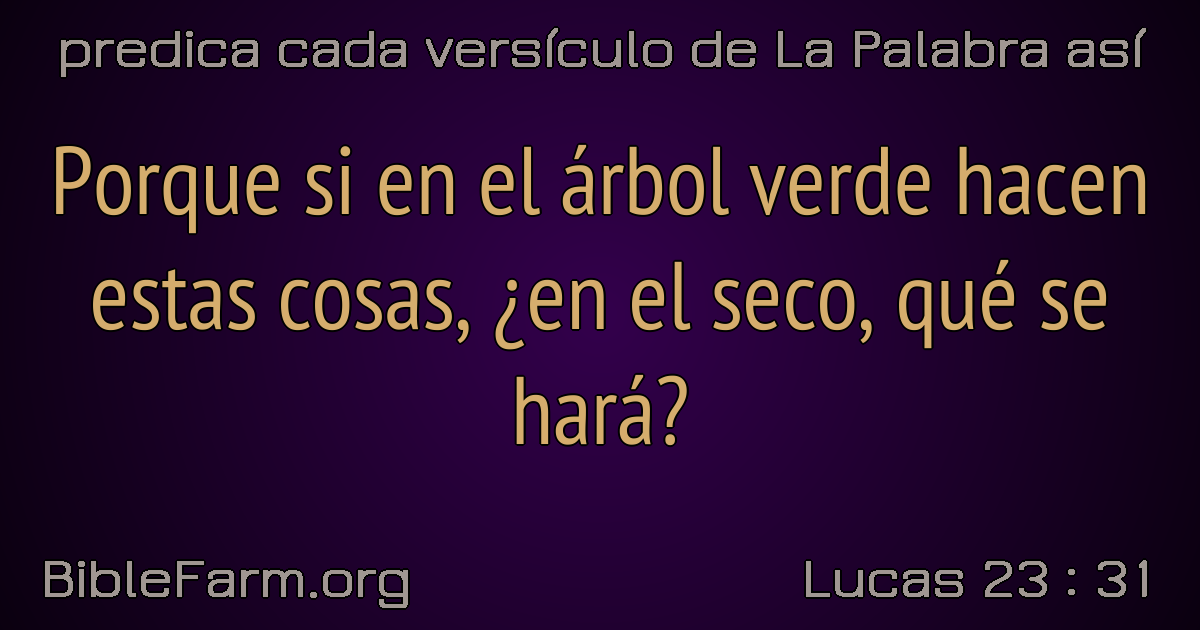 predica cada versículo de La Palabra así
Porque si en el árbol verde hacen
estas cosas, ¿en el seco, qué se
hará?
BibleFarm.org
Lucas 23 : 31